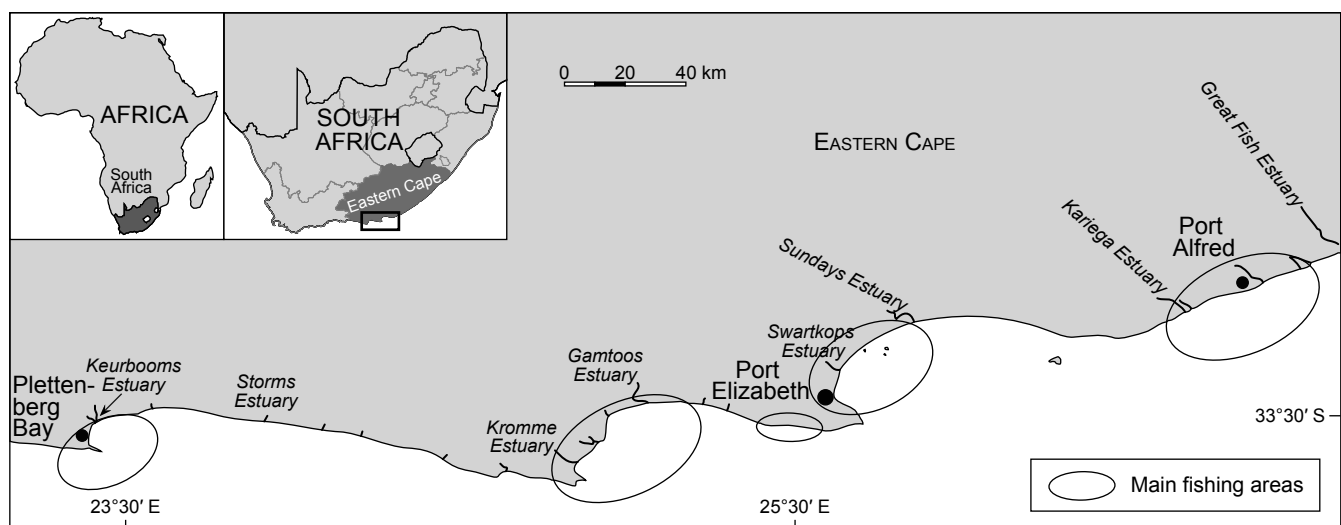 AFRICA
South
Africa
SOUTH
AFRICA
Eastern Cape
0 20 40 km
EASTERN CAPE
Great Fish Estuary
Port
Alfred
Kariega Estuary
Sundays Estuary
Swartkops
Estuary
Port
Elizabeth
Gamtoos
Estuary
Kromme
Estuary
Storms
Estuary
Keurbooms
Estuary
Pletten-
berg
Bay
33°30′ S
Main fishing areas
23°30′ E
25°30′ E